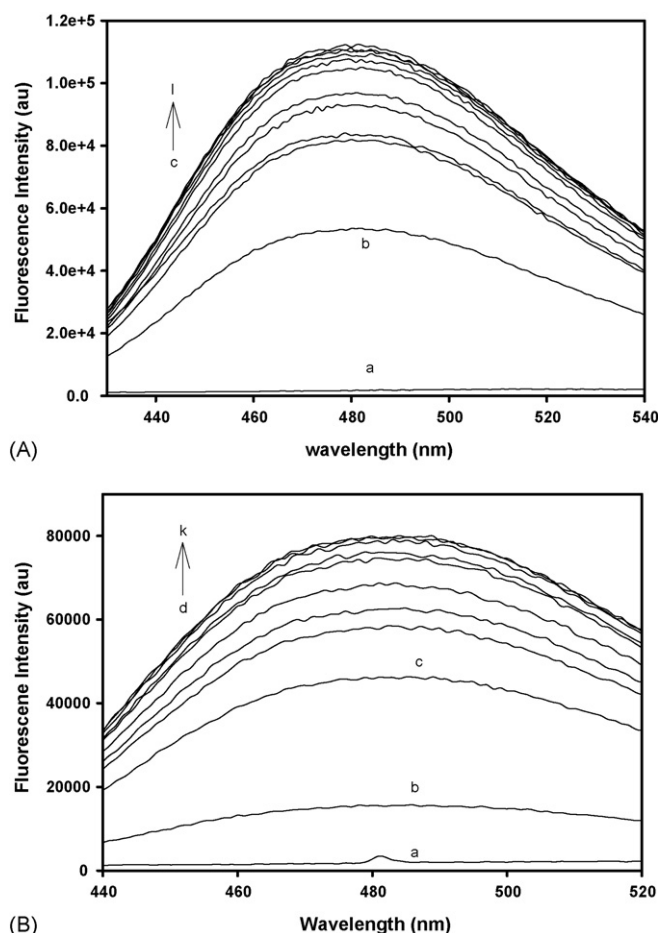 1.2e+5
1.0e+5
8.0e+4
6.0e+4
4.0e+4
2.0e+4
0.0
Fluorescence Intensity (au)
l
c
b
a
440 460 480 500 520 540
wavelength (nm)
(A)
80000
60000
40000
20000
0
Fluorescene Intensity (au)
k
d
c
b
a
440 460 480 500 520
Wavelength (nm)
(B)